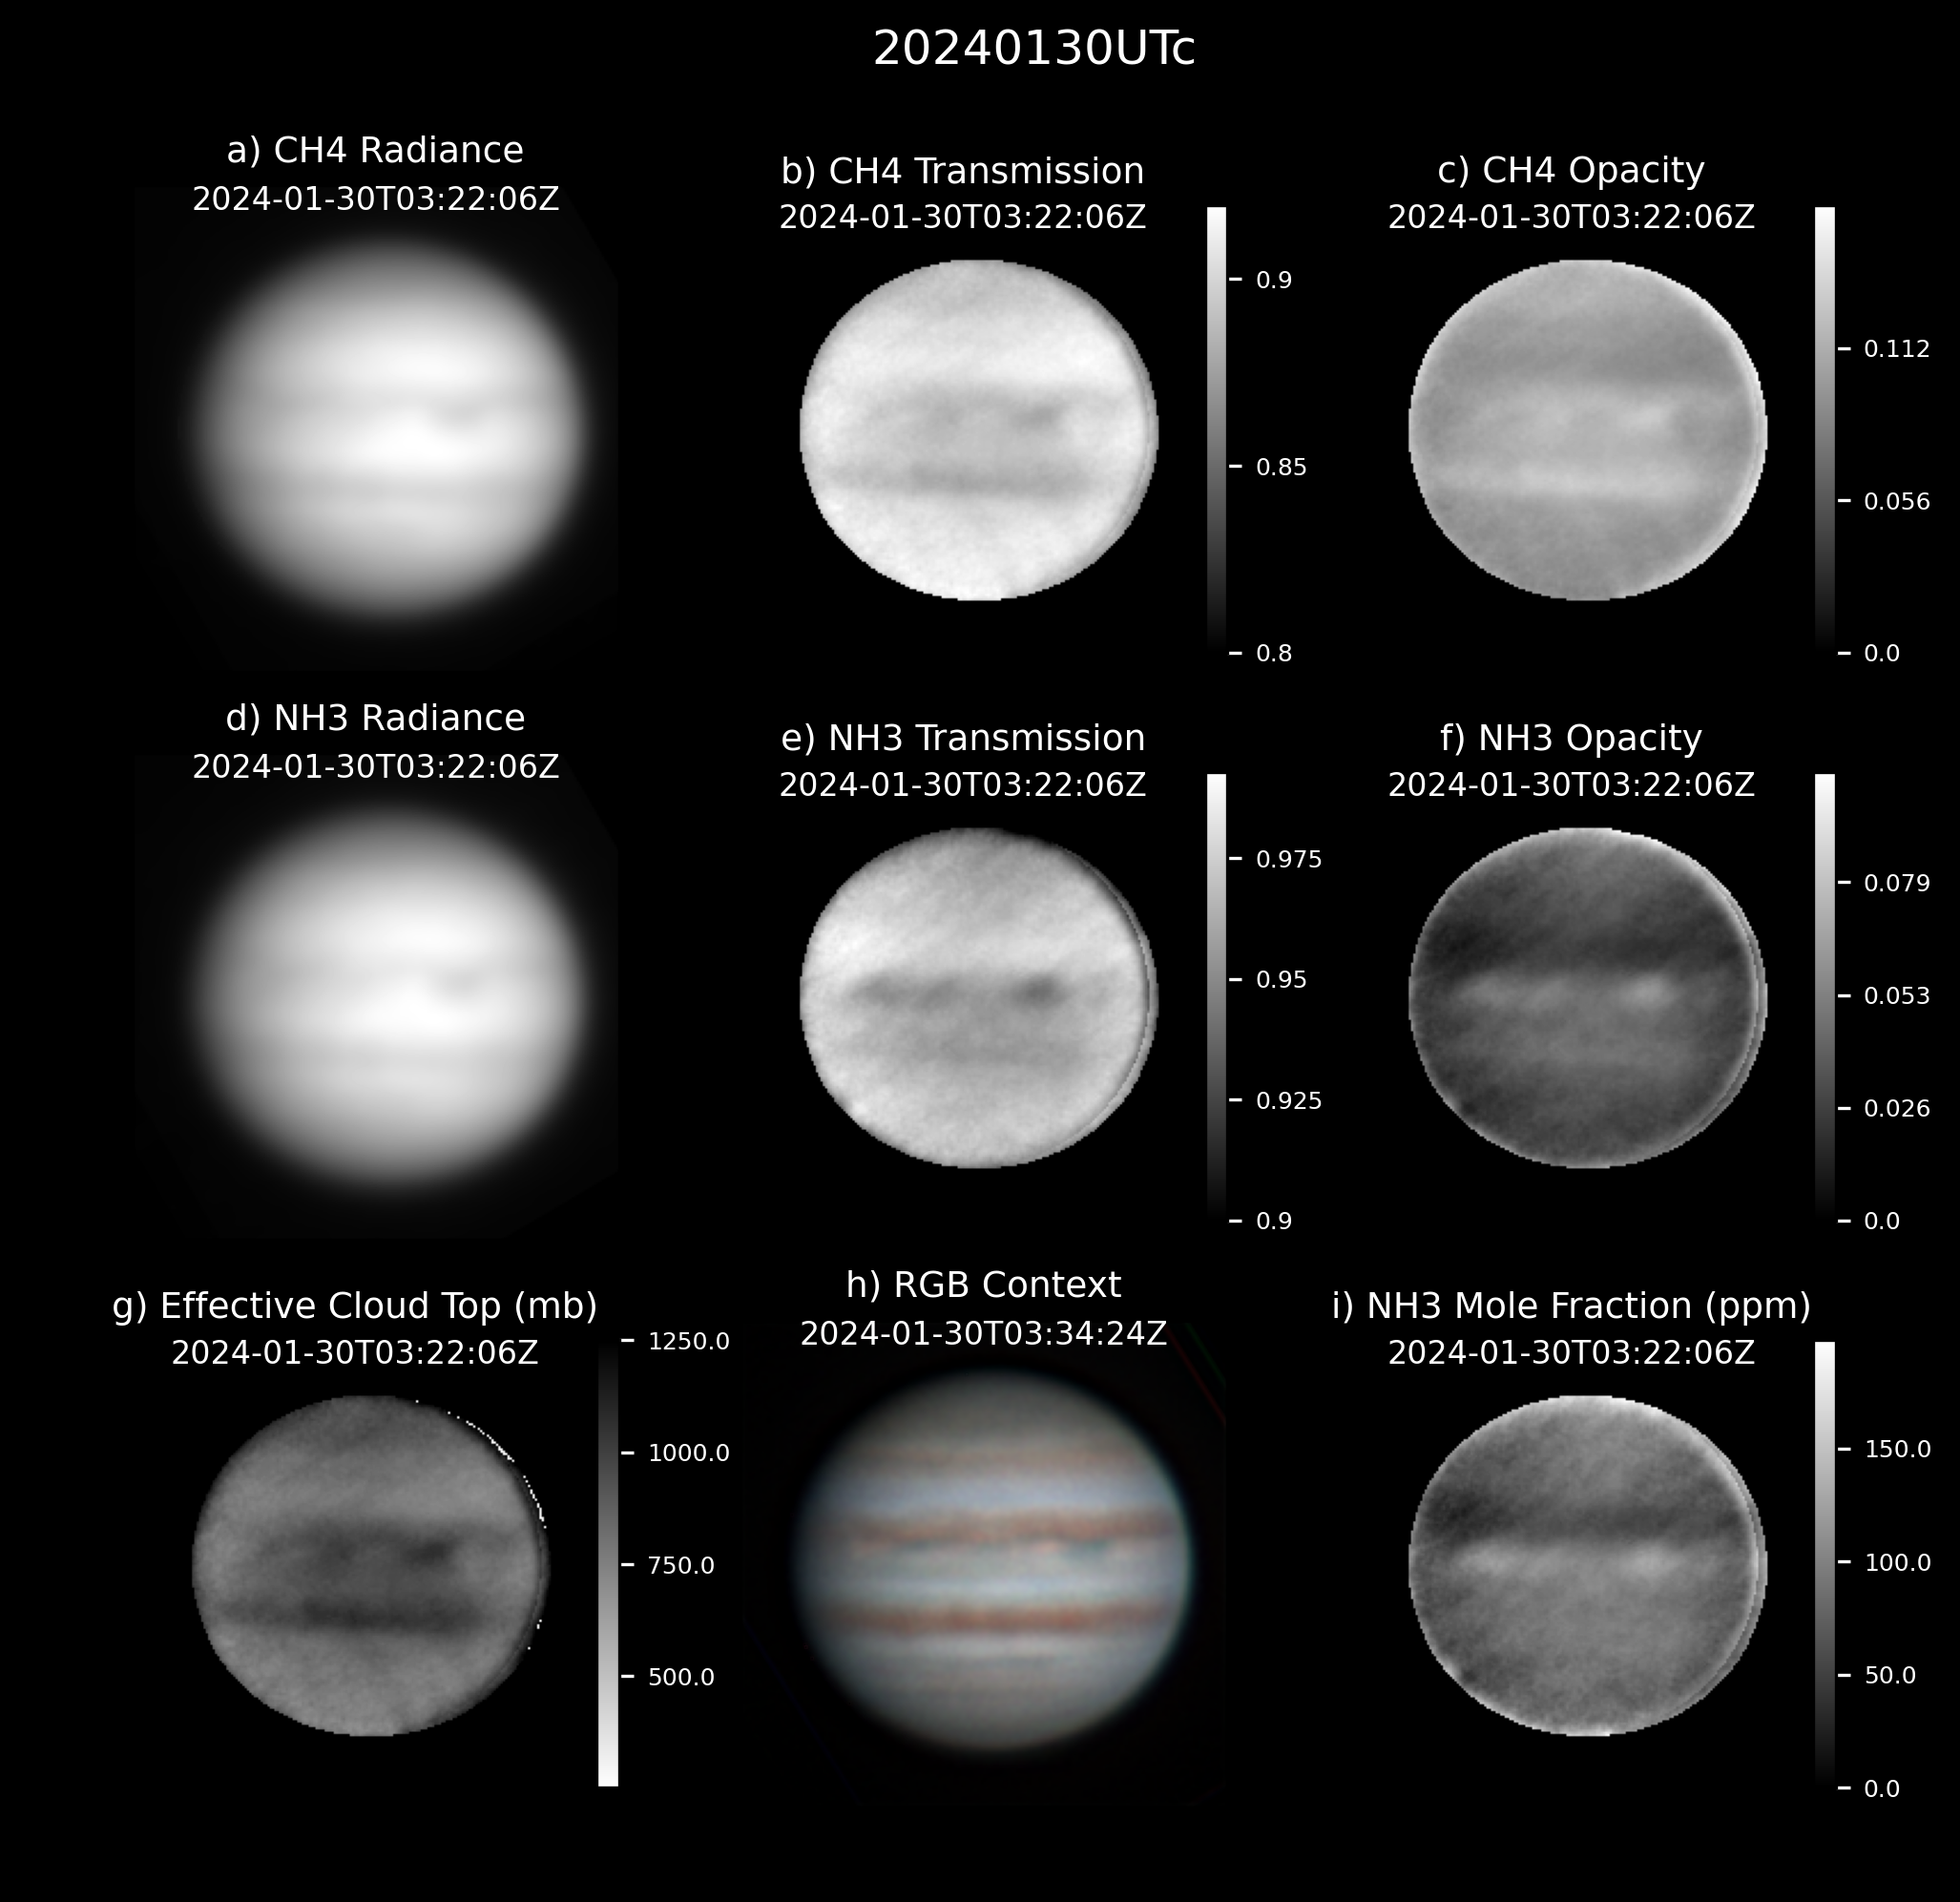 20240130UTc
a) CH4 Radiance
2024-01-30T03:22:06Z
b) CH4 Transmission
2024-01-30T03:22:06Z
0.9
0.85
0.8
c) CH4 Opacity
2024-01-30T03:22:06Z
0.112
0.056
0.0
d) NH3 Radiance
2024-01-30T03:22:06Z
e) NH3 Transmission
2024-01-30T03:22:06Z
0.975
0.95
0.925
0.9
f) NH3 Opacity
2024-01-30T03:22:06Z
0.079
0.053
0.026
0.0
g) Effective Cloud Top (mb)
2024-01-30T03:22:06Z
1250.0
1000.0
750.0
500.0
h) RGB Context
2024-01-30T03:34:24Z
i) NH3 Mole Fraction (ppm)
2024-01-30T03:22:06Z
150.0
100.0
50.0
0.0